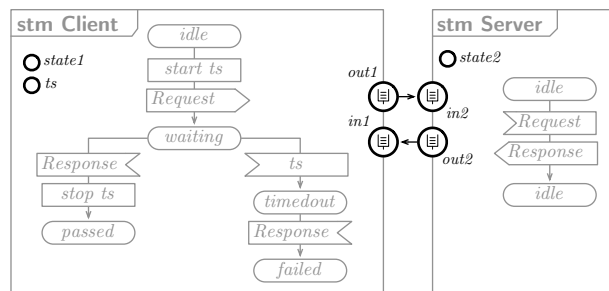 stm Client
stm Server
idle
state1
ts
start ts
Request
out1
in1
state2
in2
out2
idle
Request
Response
idle
waiting
Response
stop ts
passed
ts
timedout
Response
failed